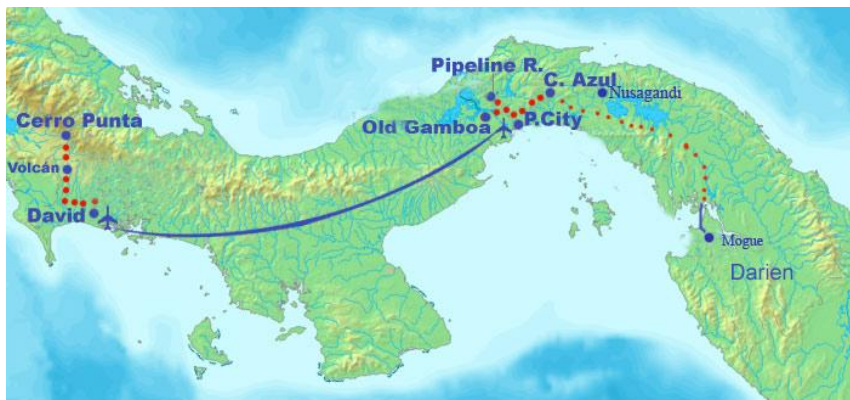 Pipeline R.
C. Azul
Nusagandi
Cerro Punta
Old Gamboa
P.City
Volcán
David
Mogue
Darien